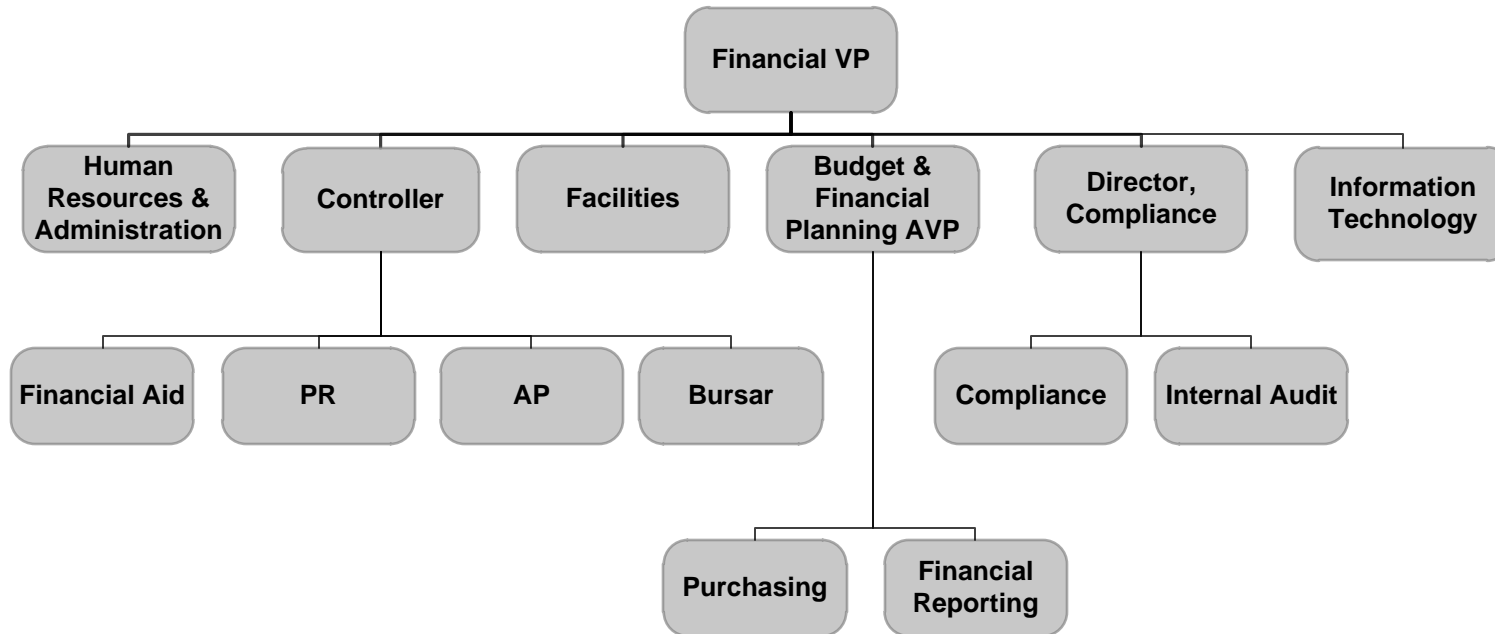 Financial VP
Human
Resources &
Administration
Controller
Facilities
Budget &
Financial
Planning AVP
Director,
Compliance
Information
Technology
Financial Aid
PR
AP
Bursar
Compliance
Internal Audit
Purchasing
Financial
Reporting